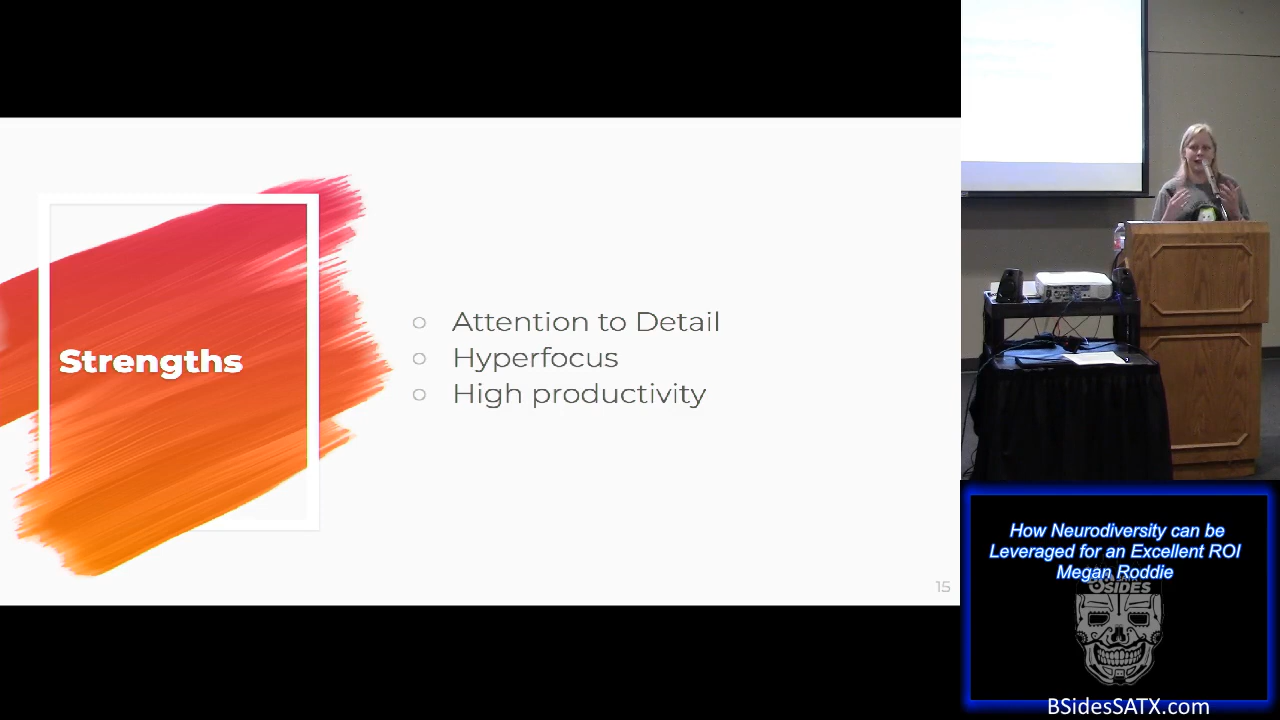 Strengths
Attention to Detail
Hyperfocus
High productivity
15
How Neurodiversity can be
Leveraged for an Excellent ROI
Megan Roddie
SATX
BSIDES
BSidesSATX.com